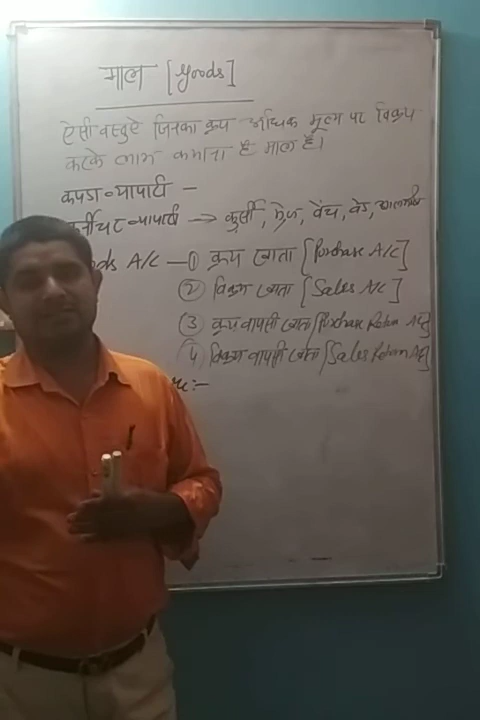 माल [Goods]
ऐसी वस्तुऐ जिनका क्रय अधिक मूल्य पर विक्रय
करके लाभ कमाना है माल है।
कपडा व्यापारी —
फर्नीचर व्यापारी → कुर्सी, मेज, बेंच, बेड, आलमारी
Goods A/C — ① क्रय खाता [Purchase A/C]
② विक्रय खाता [Sales A/C]
③ क्रय वापसी खाता [Purchase Return A/C]
④ विक्रय वापसी खाता [Sales Return A/C]